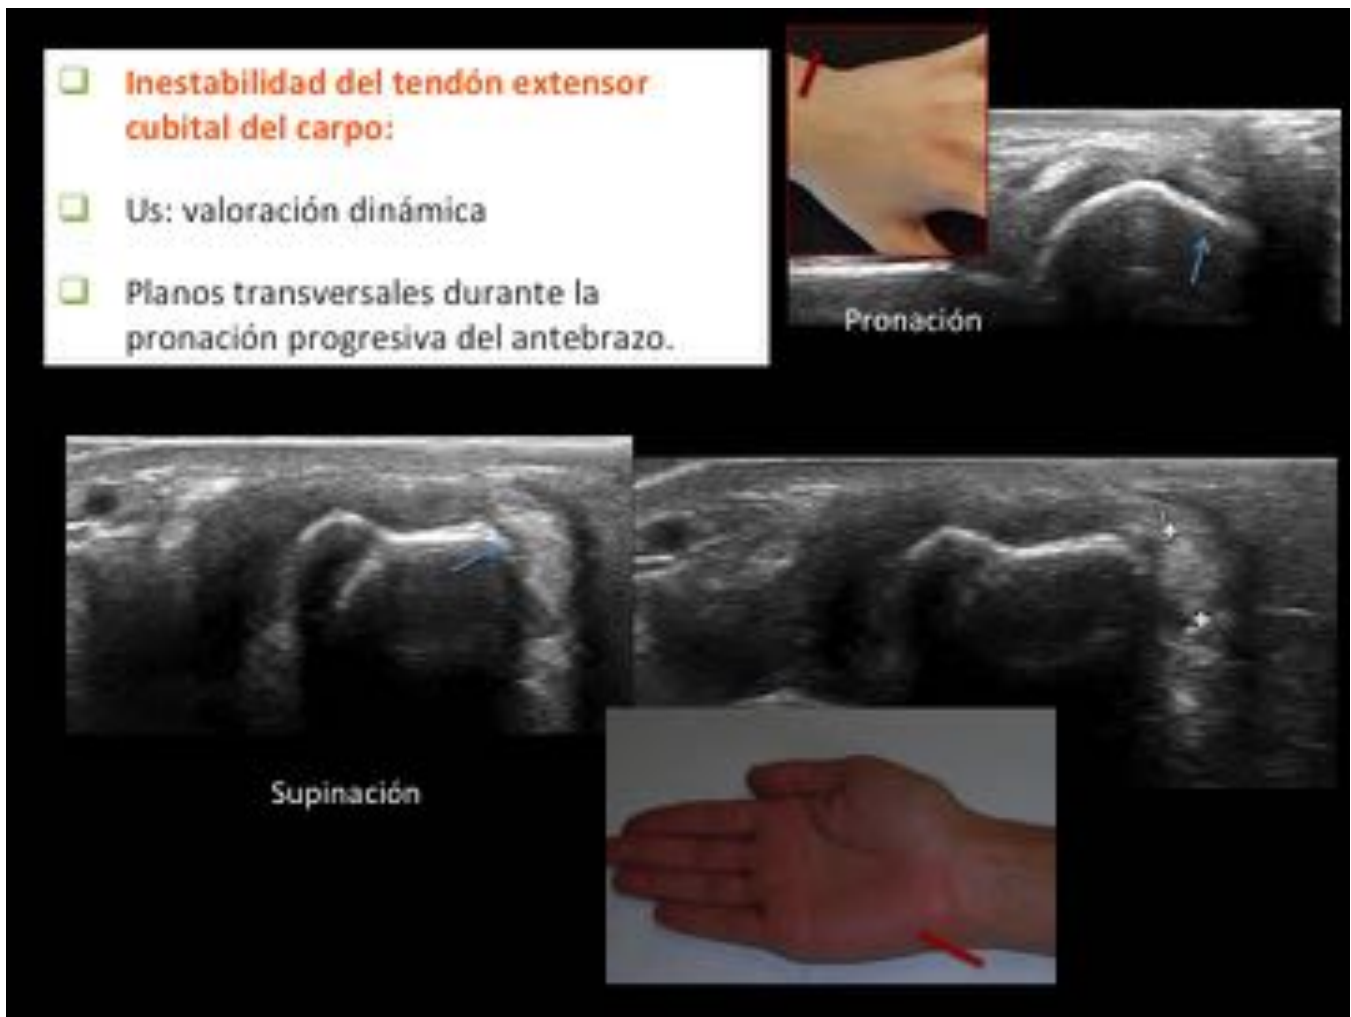 Inestabilidad del tendón extensor
cubital del carpo:
Us: valoración dinámica
Planos transversales durante la
pronación progresiva del antebrazo.
Pronación
Supinación